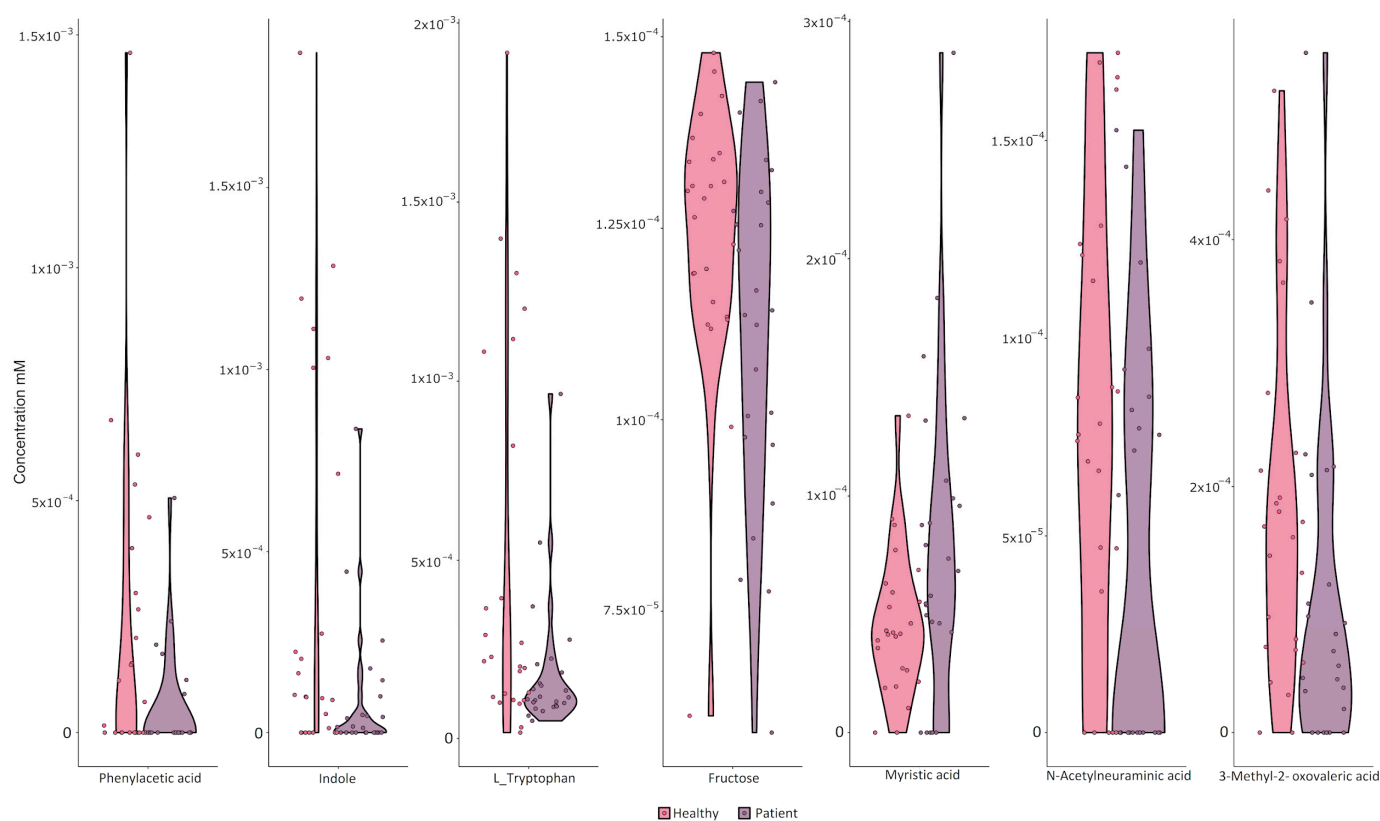 Concentration mM
1.5x10⁻³
1x10⁻³
5x10⁻⁴
0
Phenylacetic acid
1.5x10⁻³
1x10⁻³
5x10⁻⁴
0
Indole
2x10⁻³
1.5x10⁻³
1x10⁻³
5x10⁻⁴
0
L_Tryptophan
1.5x10⁻⁴
1.25x10⁻⁴
1x10⁻⁴
7.5x10⁻⁵
Fructose
3x10⁻⁴
2x10⁻⁴
1x10⁻⁴
0
Myristic acid
1.5x10⁻⁴
1x10⁻⁴
5x10⁻⁵
0
N-Acetylneuraminic acid
4x10⁻⁴
2x10⁻⁴
0
3-Methyl-2- oxovaleric acid
Healthy Patient